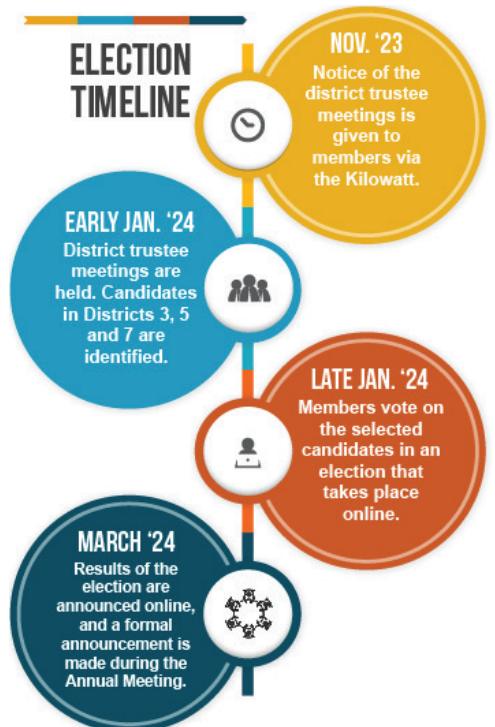 ELECTION
TIMELINE
NOV. ‘23
Notice of the
district trustee
meetings is
given to
members via
the Kilowatt.
EARLY JAN. ‘24
District trustee
meetings are
held. Candidates
in Districts 3, 5
and 7 are
identified.
LATE JAN. ‘24
Members vote on
the selected
candidates in an
election that
takes place
online.
MARCH ‘24
Results of the
election are
announced online,
and a formal
announcement is
made during the
Annual Meeting.